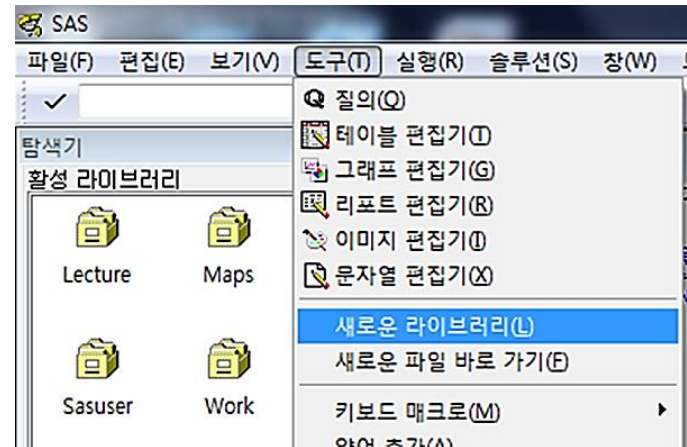 SAS
파일(F) 편집(E) 보기(V) 도구(T) 실행(R) 솔루션(S) 창(W)
탐색기
활성 라이브러리
Lecture Maps
Sasuser Work
질의(Q)
테이블 편집기(T)
그래프 편집기(G)
리포트 편집기(R)
이미지 편집기(I)
문자열 편집기(X)
새로운 라이브러리(L)
새로운 파일 바로 가기(F)
키보드 매크로(M)
약어 추가(A)